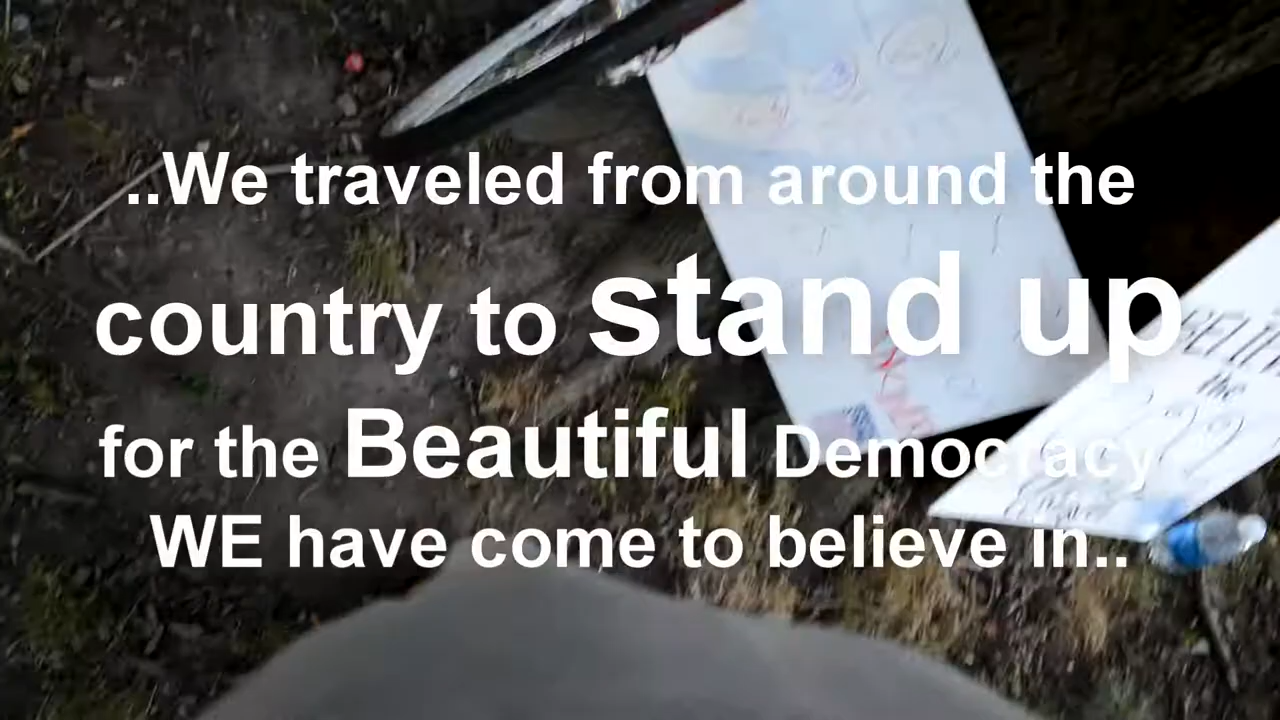 ..We traveled from around the
country to stand up
for the Beautiful Democracy
WE have come to believe in..
the